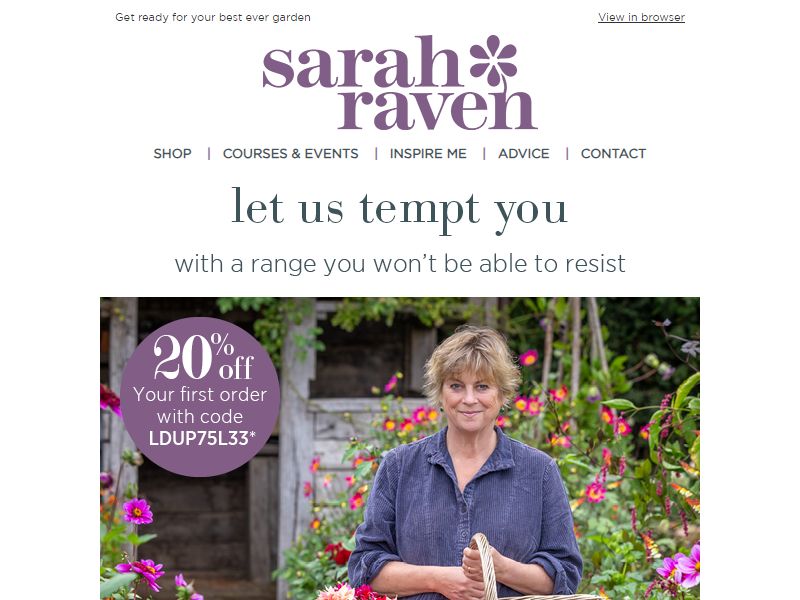 Get ready for your best ever garden
View in browser
sarah
raven
SHOP | COURSES & EVENTS | INSPIRE ME | ADVICE | CONTACT
let us tempt you
with a range you won't be able to resist
20% off
Your first order
with code
LDUP75L33*